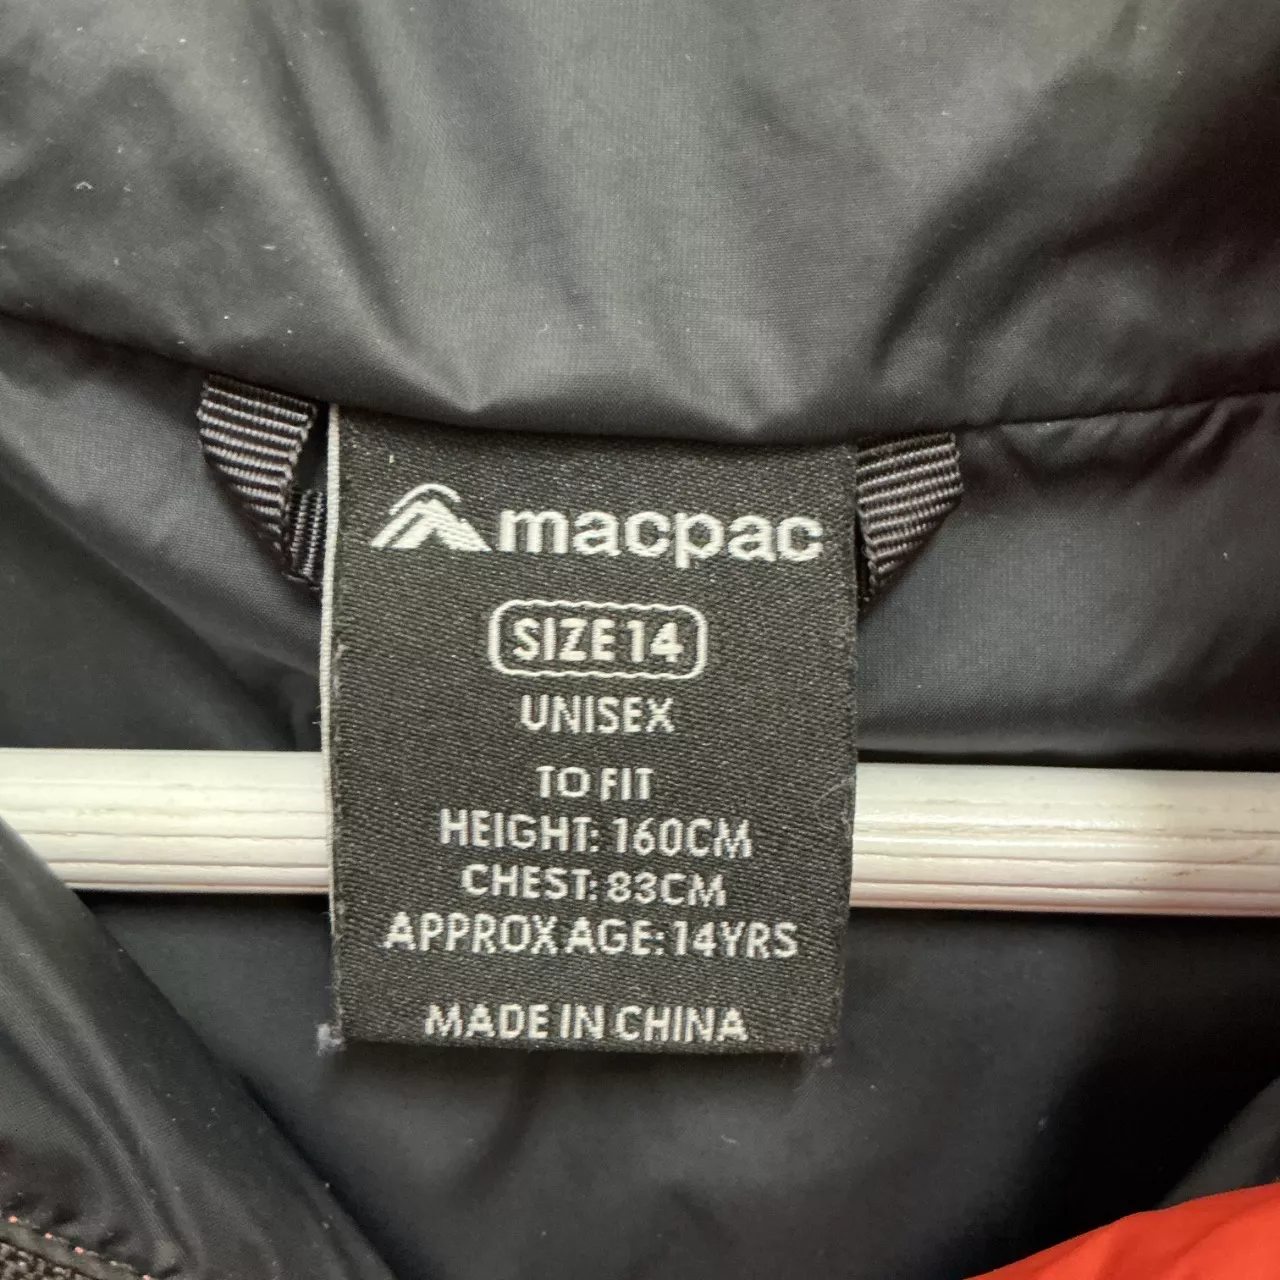 macpac
SIZE 14
UNISEX
TO FIT
HEIGHT: 160CM
CHEST: 83CM
APPROX AGE: 14YRS
MADE IN CHINA